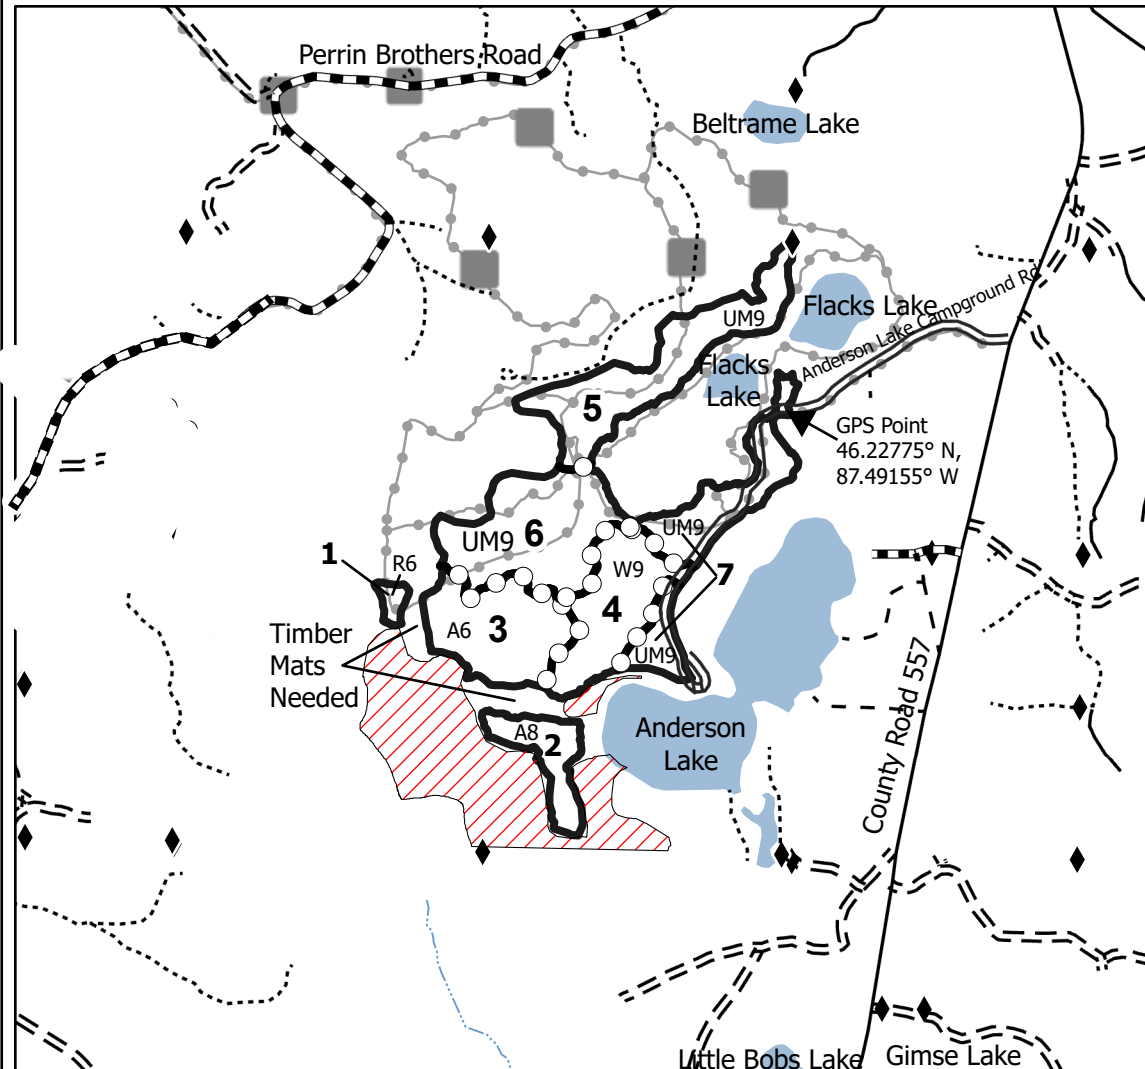 Perrin Brothers Road
Beltrame Lake
Flacks Lake
Anderson Lake Campground Rd
UM9
Flacks
Lake
5
GPS Point
46.22775° N,
87.49155° W
UM9
6
UM9
1
R6
W9
7
4
A6
3
Timber
Mats
Needed
UM9
A8
2
Anderson
Lake
County Road 557
Little Bobs Lake
Gimse Lake